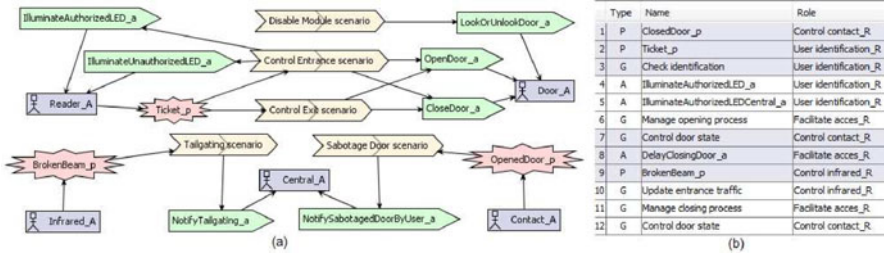 IlluminateAuthorizedLED_a
Disable Module scenario
LookOrUnlookDoor_a
IlluminateUnauthorizedLED_a
Control Entrance scenario
OpenDoor_a
Reader_A
Ticket_p
Control Exit scenario
CloseDoor_a
Door_A
Tailgating scenario
Sabotage Door scenario
BrokenBeam_p
Central_A
OpenedDoor_p
Infrared_A
NotifyTailgating_a
NotifySabotagedDoorByUser_a
Contact_A
(a)
Type Name Role
1 P ClosedDoor_p Control contact_R
2 P Ticket_p User identification_R
3 G Check identification User identification_R
4 A IlluminateAuthorizedLED_a User identification_R
5 A IlluminateAuthorizedLEDCentral_a User identification_R
6 G Manage opening process Facilitate acces_R
7 G Control door state Control contact_R
8 A DelayClosingDoor_a Facilitate acces_R
9 P BrokenBeam_p Control infrared_R
10 G Update entrance traffic Control infrared_R
11 G Manage closing process Facilitate acces_R
12 G Control door state Control contact_R
(b)